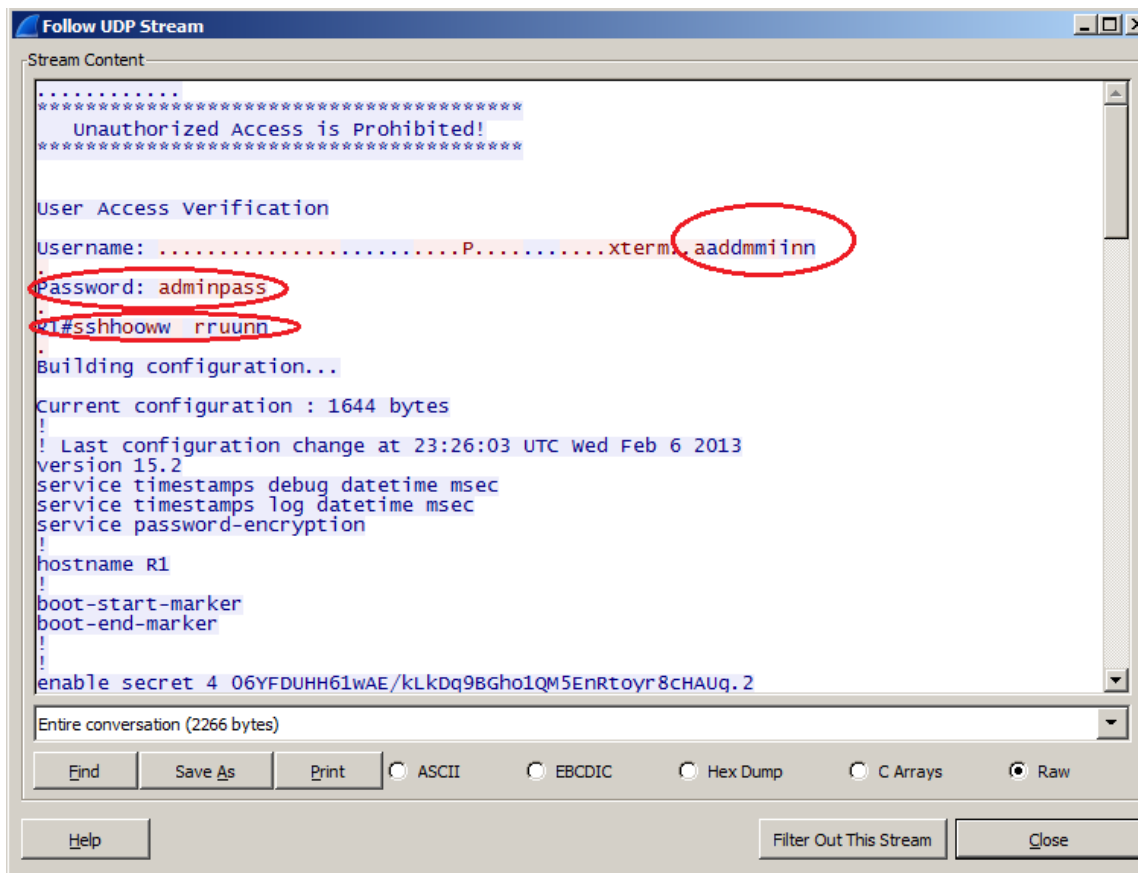 Follow UDP Stream
Stream Content
............
****************************************
Unauthorized Access is Prohibited!
****************************************
User Access Verification
Username: .........................P...........xterm..aaddmmiinn
.
Password: adminpass
.
R1#sshhooww rruunn
.
Building configuration...
Current configuration : 1644 bytes
!
! Last configuration change at 23:26:03 UTC Wed Feb 6 2013
version 15.2
service timestamps debug datetime msec
service timestamps log datetime msec
service password-encryption
!
hostname R1
!
boot-start-marker
boot-end-marker
!
!
enable secret 4 06YFDUHH61wAE/kLkDq9BGho1QM5EnRtoyr8cHAUg.2
Entire conversation (2266 bytes)
Find Save As Print ASCII EBCDIC Hex Dump C Arrays Raw
Help Filter Out This Stream Close